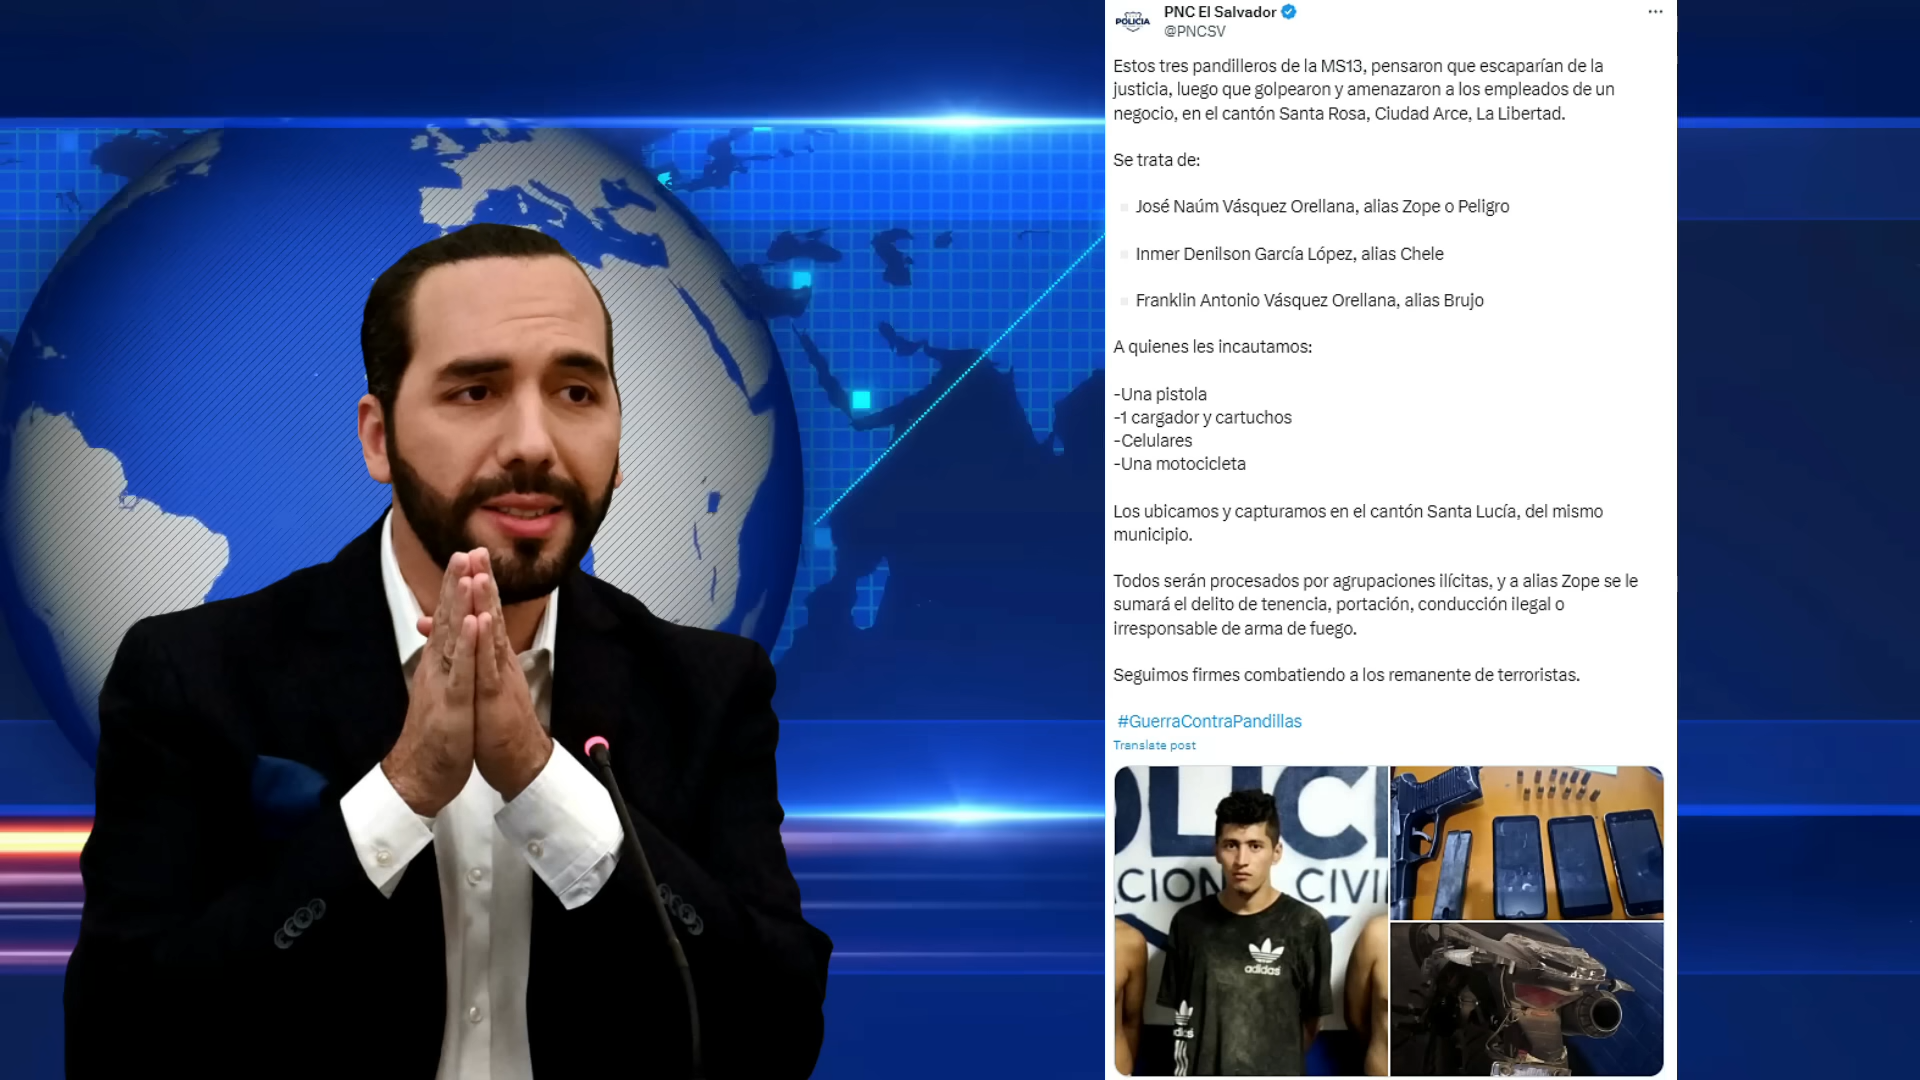 POLICIA
PNC El Salvador
@PNCSV
Estos tres pandilleros de la MS13, pensaron que escaparían de la
justicia, luego que golpearon y amenazaron a los empleados de un
negocio, en el cantón Santa Rosa, Ciudad Arce, La Libertad.
Se trata de:
José Naúm Vásquez Orellana, alias Zope o Peligro
Inmer Denilson García López, alias Chele
Franklin Antonio Vásquez Orellana, alias Brujo
A quienes les incautamos:
-Una pistola
-1 cargador y cartuchos
-Celulares
-Una motocicleta
Los ubicamos y capturamos en el cantón Santa Lucía, del mismo
municipio.
Todos serán procesados por agrupaciones ilícitas, y a alias Zope se le
sumará el delito de tenencia, portación, conducción ilegal o
irresponsable de arma de fuego.
Seguimos firmes combatiendo a los remanente de terroristas.
#GuerraContraPandillas
Translate post
OLICI
ACION CIVI
adidas
adidas